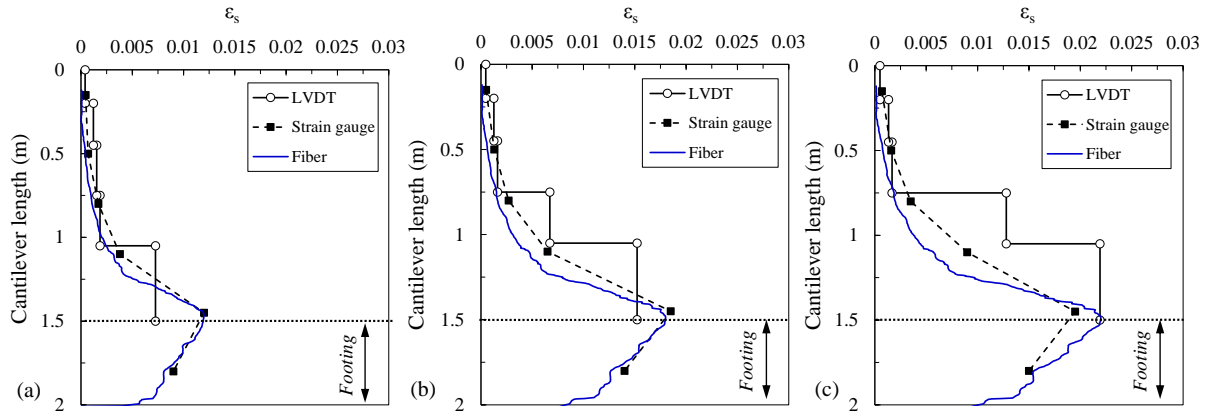 εs
0 0.005 0.01 0.015 0.02 0.025 0.03
0
0.5
1
1.5
2
Cantilever length (m)
LVDT
Strain gauge
Fiber
Footing
(a)
εs
0 0.005 0.01 0.015 0.02 0.025 0.03
0
0.5
1
1.5
2
Cantilever length (m)
LVDT
Strain gauge
Fiber
Footing
(b)
εs
0 0.005 0.01 0.015 0.02 0.025 0.03
0
0.5
1
1.5
2
Cantilever length (m)
LVDT
Strain gauge
Fiber
Footing
(c)